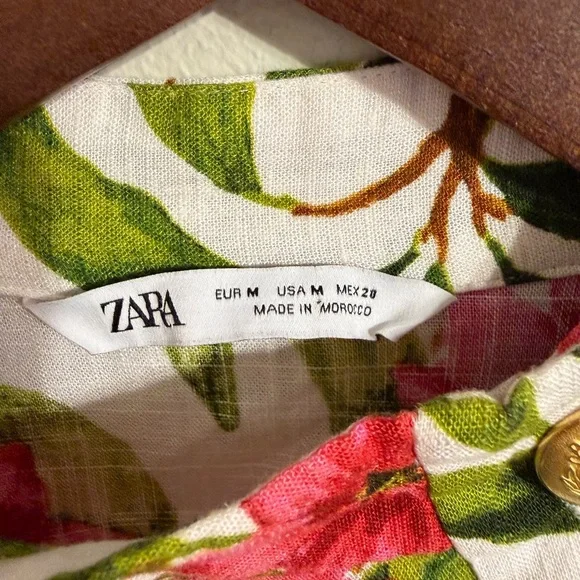 ZARA
EUR M USA M MEX 28
MADE IN MOROCCO